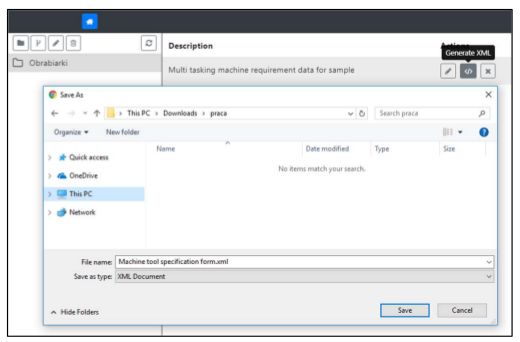 Description
Actions
Generate XML
Obrabiarki
Multi tasking machine requirement data for sample
Save As
This PC > Downloads > praca
Search praca
Organize
New folder
Name
Date modified
Type
Size
No items match your search.
Quick access
OneDrive
This PC
Network
File name: Machine tool specification form.xml
Save as type: XML Document
Hide Folders
Save
Cancel